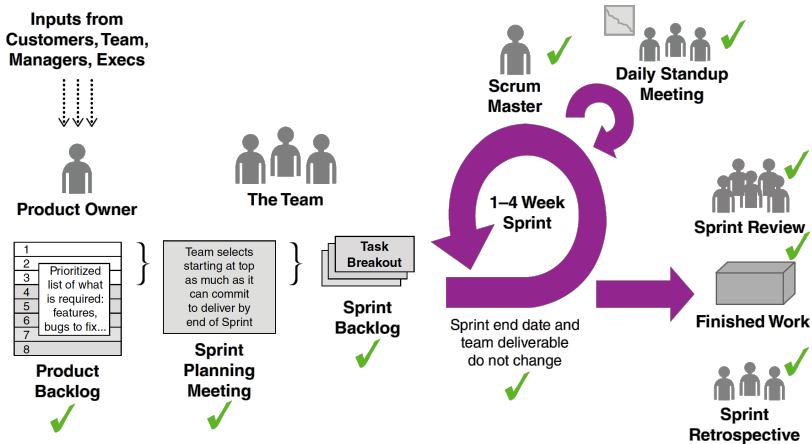 Inputs from
Customers, Team,
Managers, Execs
Product Owner
1
2
3
4
5
6
7
8
Prioritized
list of what
is required:
features,
bugs to fix...
Product
Backlog
The Team
Team selects
starting at top
as much as it
can commit
to deliver by
end of Sprint
Sprint
Planning
Meeting
Task
Breakout
Sprint
Backlog
Scrum
Master
Daily Standup
Meeting
1–4 Week
Sprint
Sprint end date and
team deliverable
do not change
Sprint Review
Finished Work
Sprint
Retrospective